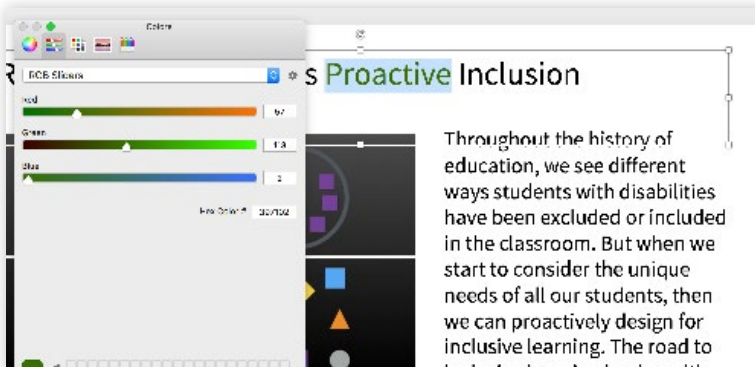 Colors
RGB Sliders
s Proactive Inclusion
Red
Green
Blue
Hex Color #
Throughout the history of
education, we see different
ways students with disabilities
have been excluded or included
in the classroom. But when we
start to consider the unique
needs of all our students, then
we can proactively design for
inclusive learning. The road to